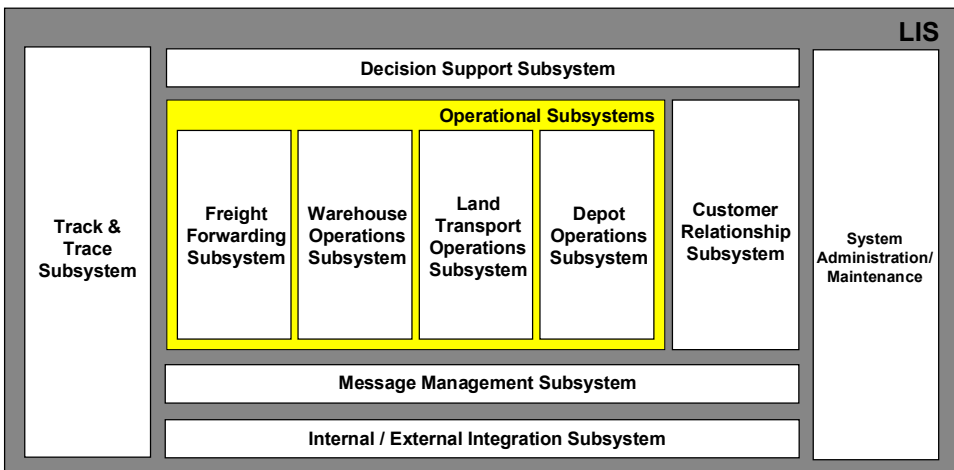 LIS
Decision Support Subsystem
Operational Subsystems
Track &
Trace
Subsystem
Freight
Forwarding
Subsystem
Warehouse
Operations
Subsystem
Land
Transport
Operations
Subsystem
Depot
Operations
Subsystem
Customer
Relationship
Subsystem
System
Administration/
Maintenance
Message Management Subsystem
Internal / External Integration Subsystem